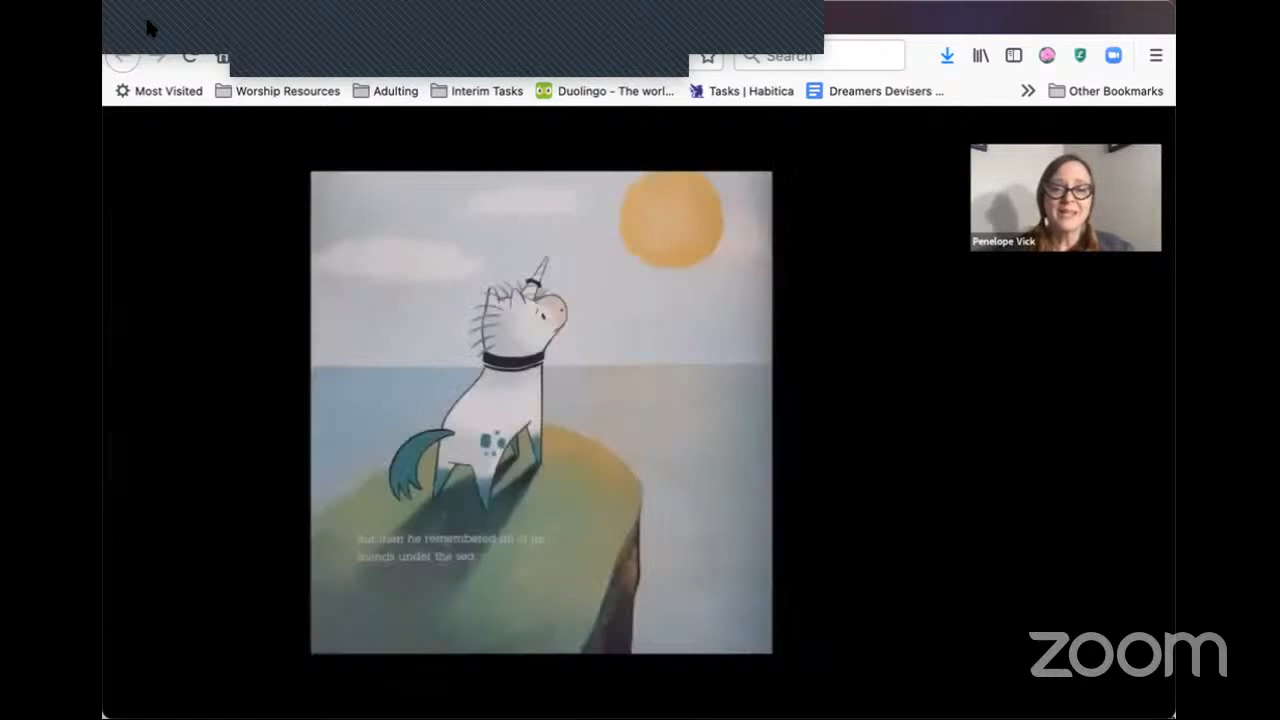 Search
Most Visited
Worship Resources
Adulting
Interim Tasks
Duolingo - The worl...
Tasks | Habitica
Dreamers Devisers ...
Other Bookmarks
Penelope Vick
But then he remembered all of his
friends under the sea.
zoom